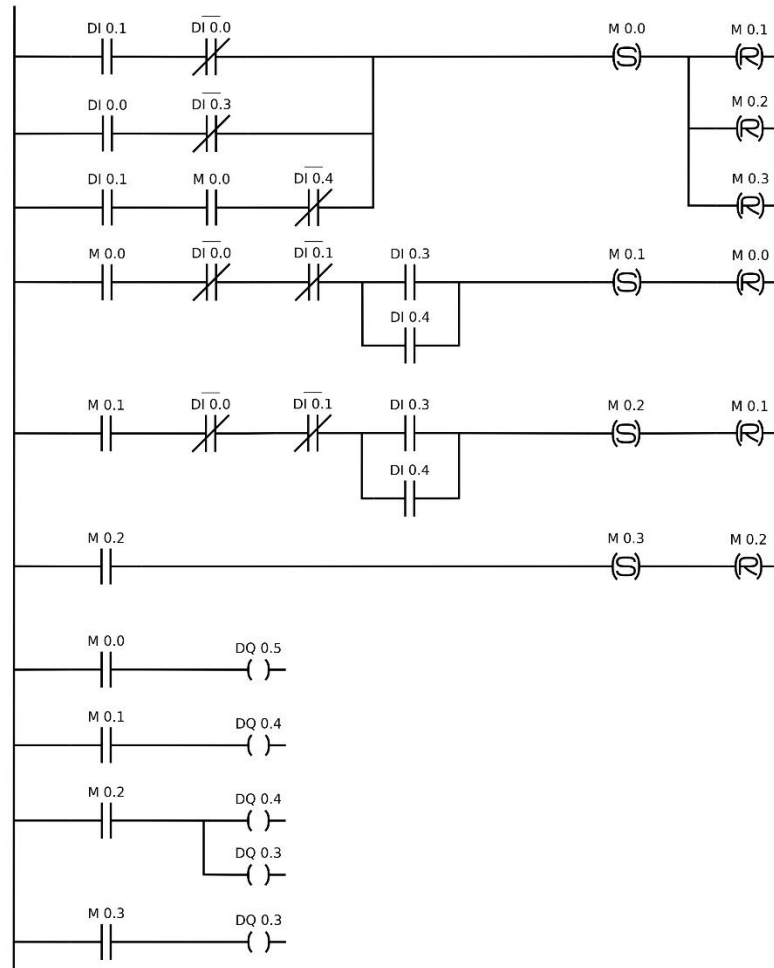 DI 0.1 DI 0.0 M 0.0 M 0.1
S R
DI 0.0 DI 0.3 M 0.2
R
DI 0.1 M 0.0 DI 0.4 M 0.3
R
M 0.0 DI 0.0 DI 0.1 DI 0.3 M 0.1 M 0.0
S R
DI 0.4
M 0.1 DI 0.0 DI 0.1 DI 0.3 M 0.2 M 0.1
S R
DI 0.4
M 0.2 M 0.3 M 0.2
S R
M 0.0 DQ 0.5
M 0.1 DQ 0.4
M 0.2 DQ 0.4
DQ 0.3
M 0.3 DQ 0.3